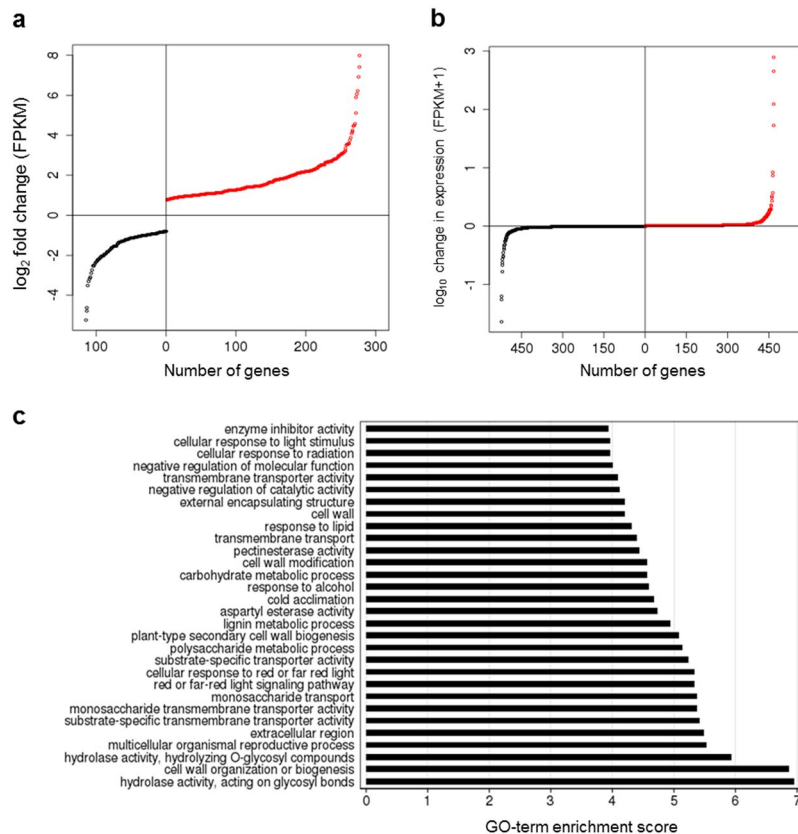 a
log2 fold change (FPKM)
8
6
4
2
0
-2
-4
100
0
100
200
300
Number of genes
b
log10 change in expression (FPKM+1)
3
2
1
0
-1
450
300
150
0
150
300
450
Number of genes
c
enzyme inhibitor activity
cellular response to light stimulus
cellular response to radiation
negative regulation of molecular function
transmembrane transporter activity
negative regulation of catalytic activity
external encapsulating structure
cell wall
response to lipid
transmembrane transport
pectinesterase activity
cell wall modification
carbohydrate metabolic process
response to alcohol
cold acclimation
aspartyl esterase activity
lignin metabolic process
plant-type secondary cell wall biogenesis
polysaccharide metabolic process
substrate-specific transporter activity
cellular response to red or far red light
red or far-red light signaling pathway
monosaccharide transport
monosaccharide transmembrane transporter activity
substrate-specific transmembrane transporter activity
extracellular region
multicellular organismal reproductive process
hydrolase activity, hydrolyzing O-glycosyl compounds
cell wall organization or biogenesis
hydrolase activity, acting on glycosyl bonds
0 1 2 3 4 5 6 7
GO-term enrichment score